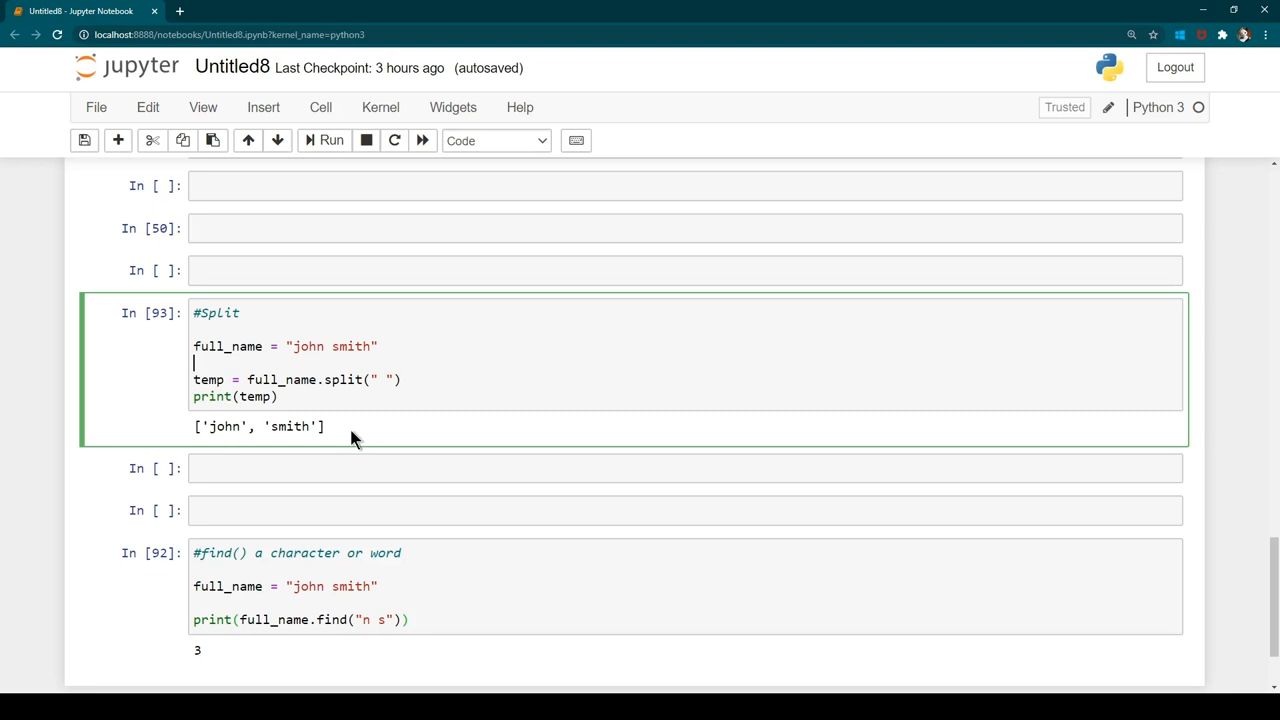 Untitled8 - Jupyter Notebook
localhost:8888/notebooks/Untitled8.ipynb?kernel_name=python3
jupyter Untitled8 Last Checkpoint: 3 hours ago (autosaved)
Logout
File Edit View Insert Cell Kernel Widgets Help
Trusted Python 3
Run Code
In [ ]:
In [50]:
In [ ]:
In [93]: #Split
full_name = "john smith"
temp = full_name.split(" ")
print(temp)
['john', 'smith']
In [ ]:
In [ ]:
In [92]: #find() a character or word
full_name = "john smith"
print(full_name.find("n s"))
3